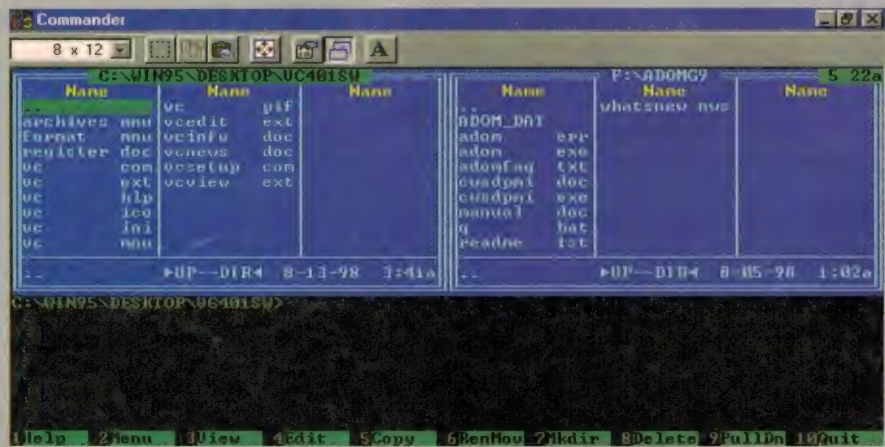 Commander
8 x 12 A
C:\WIN95\DESKTOP\VC401SW F:\ADOMG9 5 22a
Name Name Name Name Name Name
.. vc pif .. whatsnew nws
archives mnu vcedit ext ADOM_DAT
format mnu vcinfo doc adom err
register doc vcnews doc adom exe
vc com vcsetup com adomfaq txt
vc ext vcview ext cwsdpmi doc
vc hlp cwsdpmi exe
vc ico manual doc
vc ini q bat
vc mnu readme 1st
.. ►UP--DIR◄ 8-13-98 3:41a .. ►UP--DIR◄ 8-05-98 1:02a
C:\WIN95\DESKTOP\VC401SW>
1Help 2Menu 3View 4Edit 5Copy 6RenMov 7Mkdir 8Delete 9PullDn 10Quit